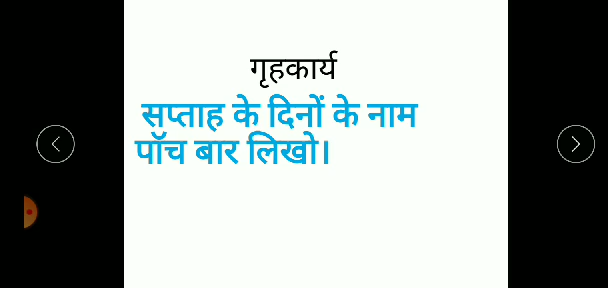 गृहकार्य
सप्ताह के दिनों के नाम
पॉच बार लिखो।